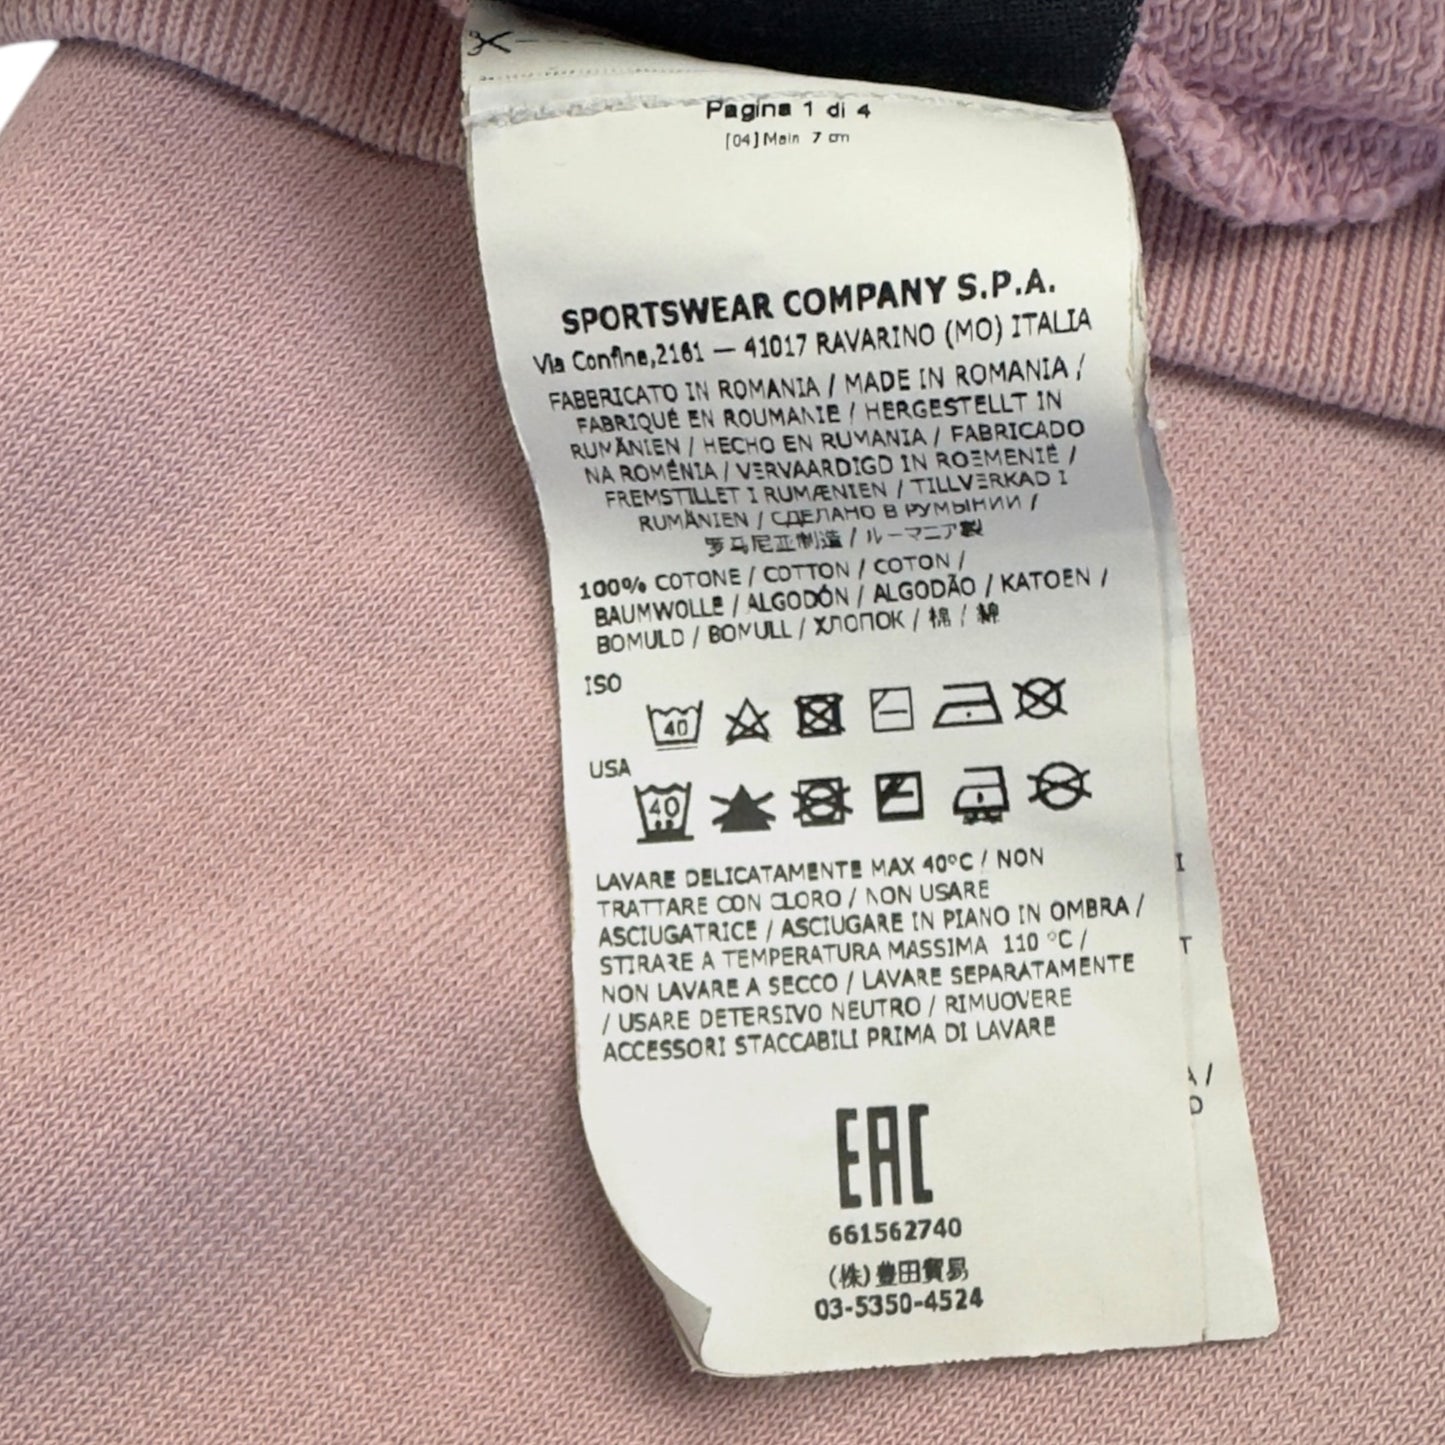 Pagina 1 di 4
[04] Main 7 cm
SPORTSWEAR COMPANY S.P.A.
Via Confine,2161 — 41017 RAVARINO (MO) ITALIA
FABBRICATO IN ROMANIA / MADE IN ROMANIA /
FABRIQUÉ EN ROUMANIE / HERGESTELLT IN
RUMÄNIEN / HECHO EN RUMANIA / FABRICADO
NA ROMÉNIA / VERVAARDIGD IN ROEMENIË /
FREMSTILLET I RUMÆNIEN / TILLVERKAD I
RUMÄNIEN / СДЕЛАНО В РУМЫНИИ /
罗马尼亚制造 / ルーマニア製
100% COTONE / COTTON / COTON /
BAUMWOLLE / ALGODÓN / ALGODÃO / KATOEN /
BOMULD / BOMULL / ХЛОПОК / 棉 / 綿
ISO
40
USA
40
LAVARE DELICATAMENTE MAX 40°C / NON
TRATTARE CON CLORO / NON USARE
ASCIUGATRICE / ASCIUGARE IN PIANO IN OMBRA /
STIRARE A TEMPERATURA MASSIMA 110 °C /
NON LAVARE A SECCO / LAVARE SEPARATAMENTE
/ USARE DETERSIVO NEUTRO / RIMUOVERE
ACCESSORI STACCABILI PRIMA DI LAVARE
EAC
661562740
(株)豊田貿易
03-5350-4524